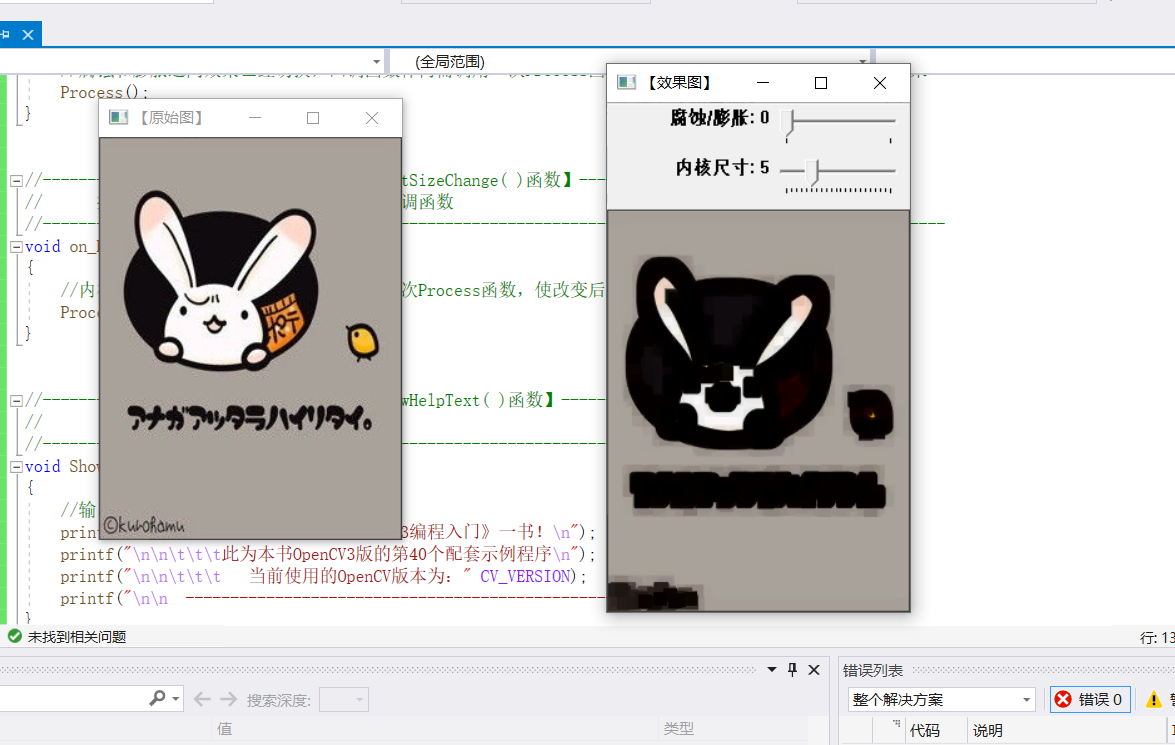 (全局范围)
Process();
}
【原始图】
【效果图】
腐蚀/膨胀: 0
内核尺寸: 5
//
tSizeChange( )函数】
//
调函数
//
void on_
{
//内
次Process函数，使改变后
Proc
}
アナガアッタラハイリタイ。
©kurohamu
//
wHelpText( )函数】
//
//
void Show
{
//输
prin
3编程入门》一书! \n");
printf("\n\n\t\t\t此为本书OpenCV3版的第40个配套示例程序\n");
printf("\n\n\t\t\t   当前使用的OpenCV版本为:" CV_VERSION);
printf("\n\n  ----------------------------------------------
}
未找到相关问题
行: 13
搜索深度:
值
类型
错误列表
整个解决方案
错误 0
代码
说明